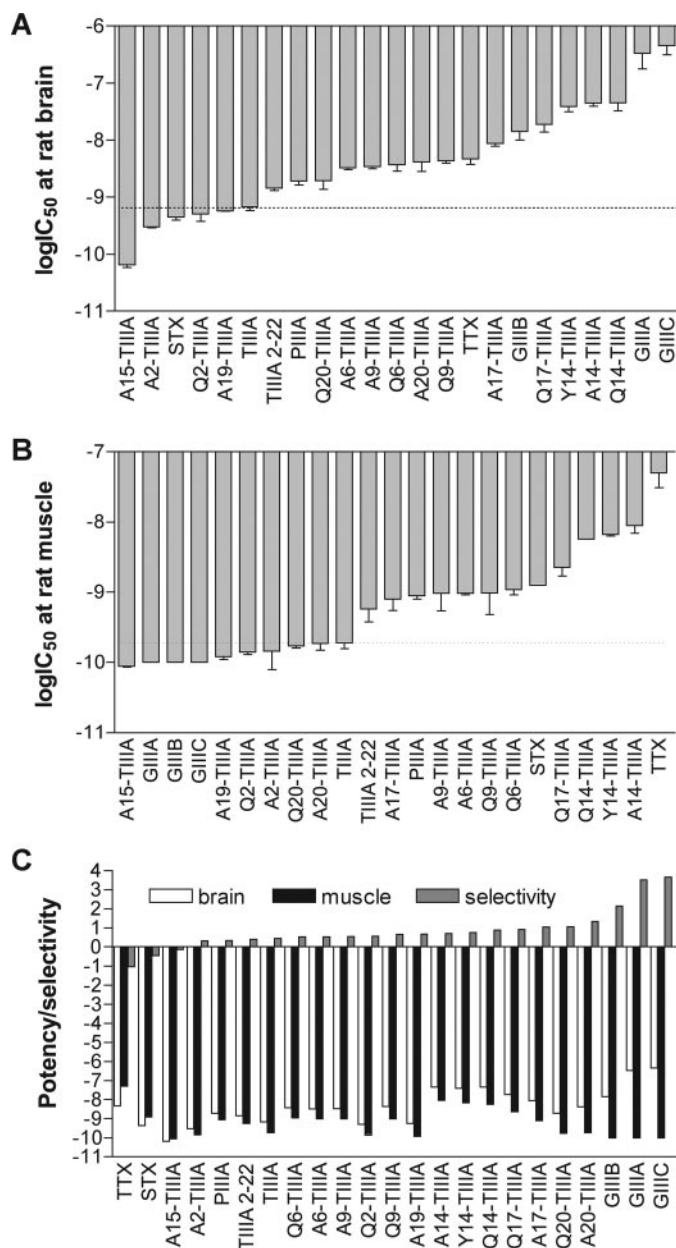 A
logIC50 at rat brain
-6
-7
-8
-9
-10
-11
A15-TIIIA
A2-TIIIA
STX
Q2-TIIIA
A19-TIIIA
TIIIA
TIIIA 2-22
PIIIA
Q20-TIIIA
A6-TIIIA
A9-TIIIA
Q6-TIIIA
A20-TIIIA
Q9-TIIIA
TTX
A17-TIIIA
GIIIB
Q17-TIIIA
Y14-TIIIA
A14-TIIIA
Q14-TIIIA
GIIIA
GIIIC
B
logIC50 at rat muscle
-7
-8
-9
-10
-11
A15-TIIIA
GIIIA
GIIIB
GIIIC
A19-TIIIA
Q2-TIIIA
A2-TIIIA
Q20-TIIIA
A20-TIIIA
TIIIA
TIIIA 2-22
A17-TIIIA
PIIIA
A9-TIIIA
A6-TIIIA
Q9-TIIIA
Q6-TIIIA
STX
Q17-TIIIA
Q14-TIIIA
Y14-TIIIA
A14-TIIIA
TTX
C
Potency/selectivity
4
3
2
1
0
-1
-2
-3
-4
-5
-6
-7
-8
-9
-10
-11
brain muscle selectivity
TTX
STX
A15-TIIIA
A2-TIIIA
PIIIA
TIIIA 2-22
TIIIA
Q6-TIIIA
A6-TIIIA
A9-TIIIA
Q2-TIIIA
Q9-TIIIA
A19-TIIIA
A14-TIIIA
Y14-TIIIA
Q14-TIIIA
Q17-TIIIA
A17-TIIIA
Q20-TIIIA
A20-TIIIA
GIIIB
GIIIA
GIIIC